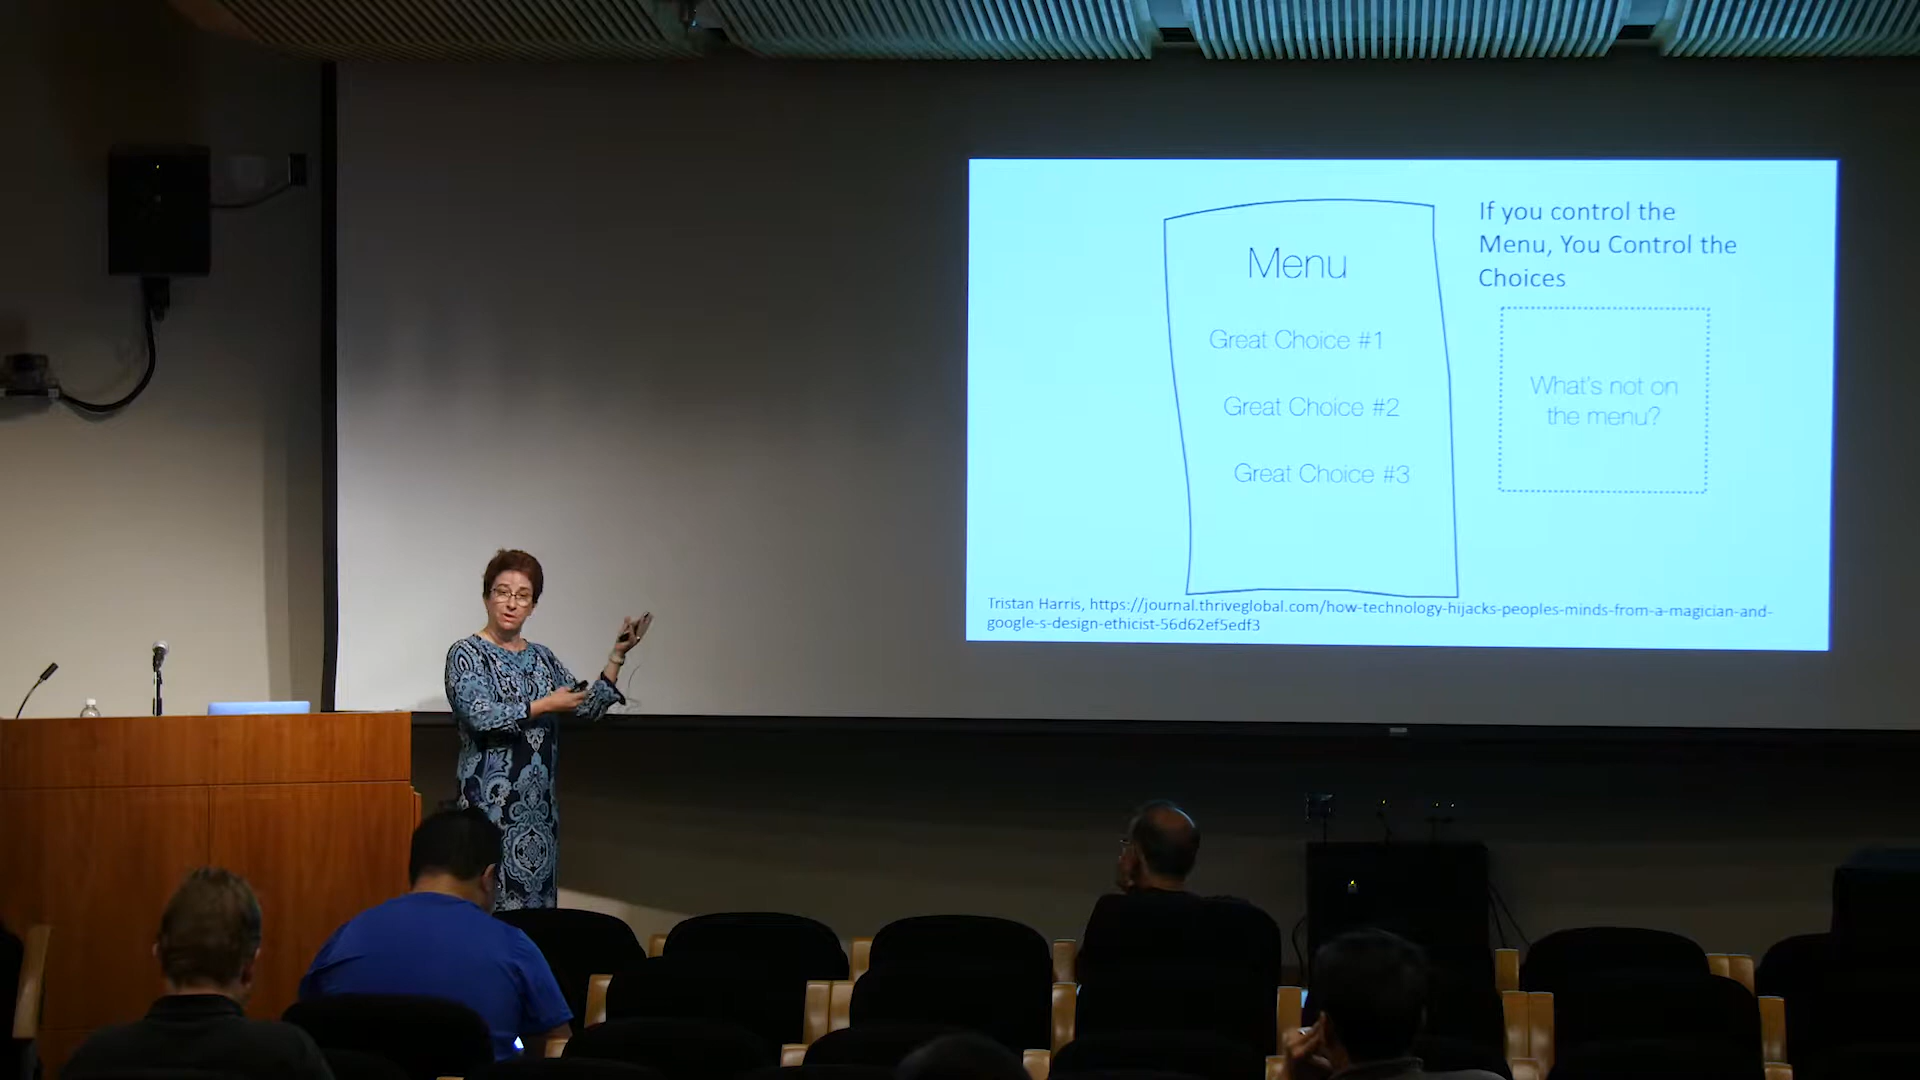 Menu
Great Choice #1
Great Choice #2
Great Choice #3
If you control the
Menu, You Control the
Choices
What's not on
the menu?
Tristan Harris, https://journal.thriveglobal.com/how-technology-hijacks-peoples-minds-from-a-magician-and-
google-s-design-ethicist-56d62ef5edf3